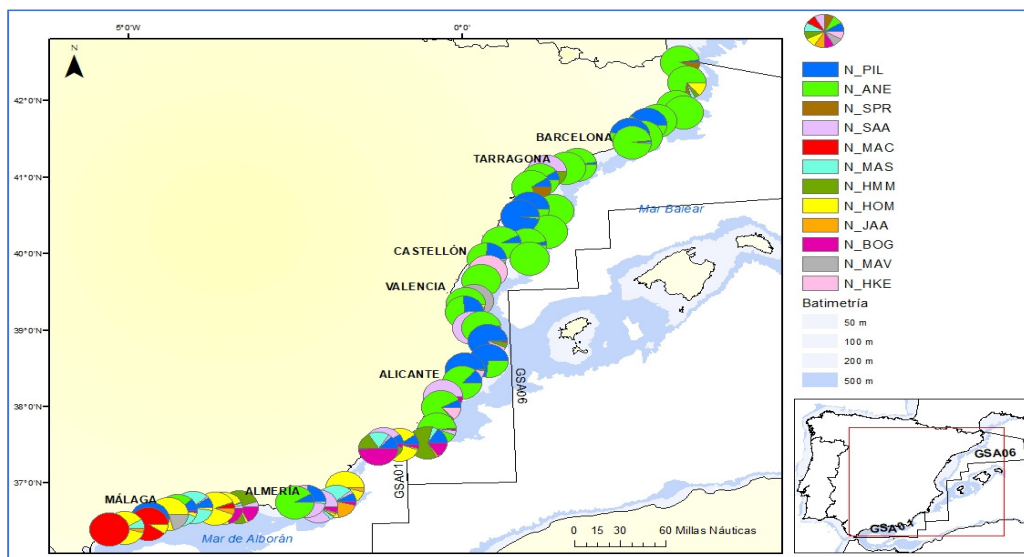 5°0'W
0°0'
N
42°0'N
41°0'N
40°0'N
39°0'N
38°0'N
37°0'N
BARCELONA
TARRAGONA
Mar Balear
CASTELLÓN
VALENCIA
ALICANTE
GSA06
GSA01
ALMERÍA
MÁLAGA
Mar de Alborán
0 15 30 60 Millas Náuticas
N_PIL
N_ANE
N_SPR
N_SAA
N_MAC
N_MAS
N_HMM
N_HOM
N_JAA
N_BOG
N_MAV
N_HKE
Batimetría
50 m
100 m
200 m
500 m
GSA06
GSA01